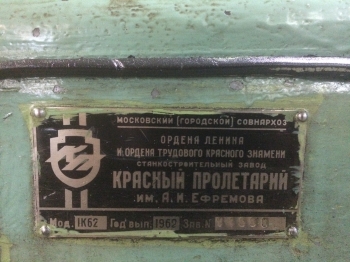 МОСКОВСКИЙ [ГОРОДСКОЙ] СОВНАРХОЗ
ОРДЕНА ЛЕНИНА
И ОРДЕНА ТРУДОВОГО КРАСНОГО ЗНАМЕНИ
СТАНКОСТРОИТЕЛЬНЫЙ ЗАВОД
КРАСНЫЙ ПРОЛЕТАРИЙ
ИМ. А. И. ЕФРЕМОВА
Мод. 1К62 Год вып. 1960 Зав. №